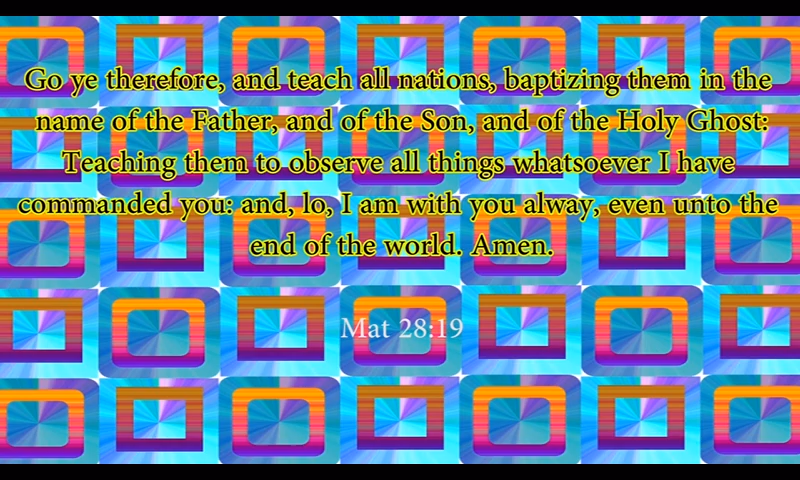 Go ye therefore, and teach all nations, baptizing them in the
name of the Father, and of the Son, and of the Holy Ghost:
Teaching them to observe all things whatsoever I have
commanded you: and, lo, I am with you alway, even unto the
end of the world. Amen.
Mat 28:19